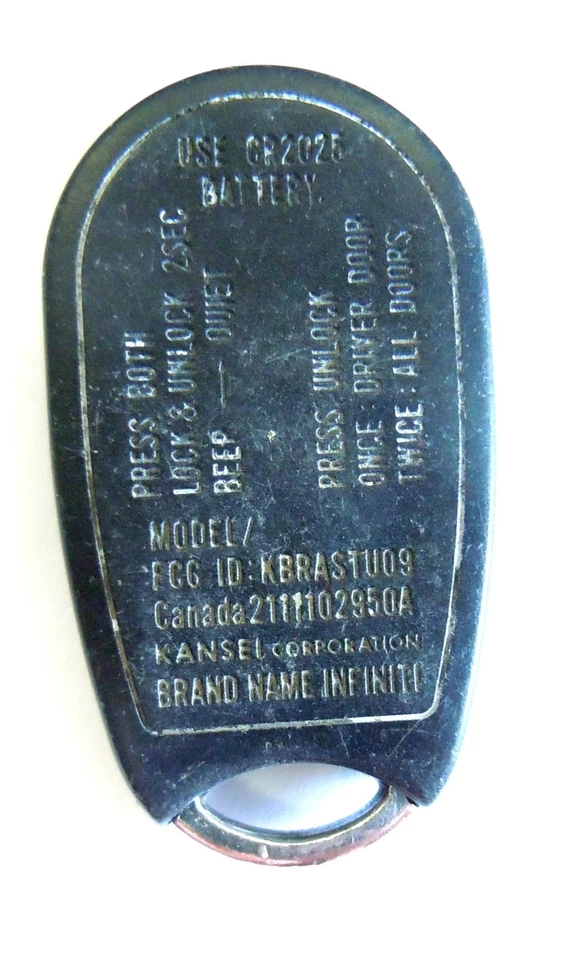 USE CR2025
BATTERY.
PRESS BOTH
LOCK & UNLOCK 2SEC
BEEP — QUIET
PRESS UNLOCK
ONCE : DRIVER DOOR
TWICE : ALL DOORS,
MODEL/
FCC ID: KBRASTU09
Canada2111102950A
KANSEI CORPORATION
BRAND NAME INFINITI